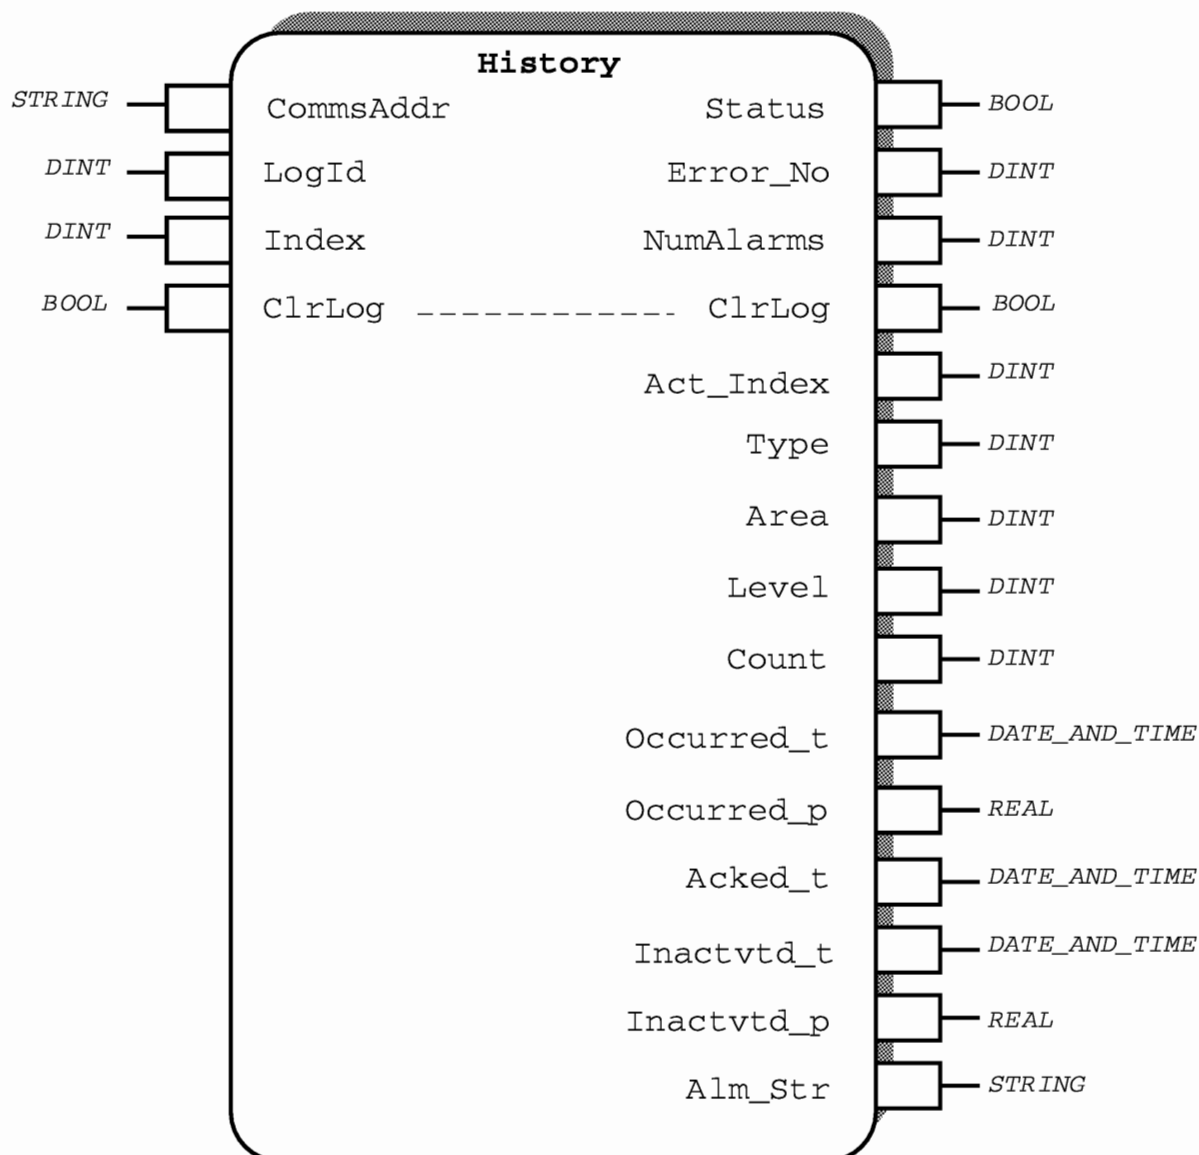 History
STRING CommsAddr Status BOOL
DINT LogId Error_No DINT
DINT Index NumAlarms DINT
BOOL ClrLog ClrLog BOOL
Act_Index DINT
Type DINT
Area DINT
Level DINT
Count DINT
Occurred_t DATE_AND_TIME
Occurred_p REAL
Acked_t DATE_AND_TIME
Inactvtd_t DATE_AND_TIME
Inactvtd_p REAL
Alm_Str STRING